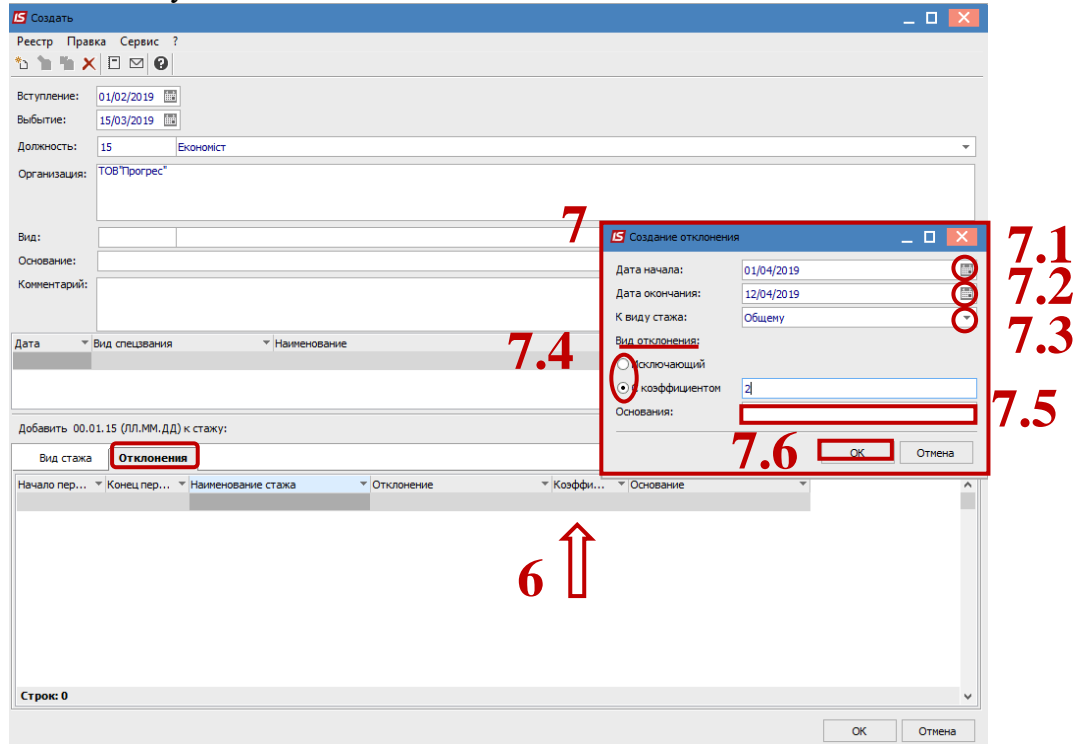 Создать
Реестр Правка Сервис ?
Вступление: 01/02/2019
Выбытие: 15/03/2019
Должность: 15 Економіст
Организация: ТОВ"Прогрес"
Вид:
Основание:
Комментарий:
Дата Вид спецзвания Наименование
Добавить 00.01.15 (ЛЛ.ММ.ДД) к стажу:
Вид стажа Отклонения
Начало пер... Конец пер... Наименование стажа Отклонение Коэффи... Основание
6
Строк: 0
ОК Отмена
7
Создание отклонения
7.1
Дата начала: 01/04/2019
7.2
Дата окончания: 12/04/2019
К виду стажа: Общему
7.3
7.4
Вид отклонения:
Исключающий
С коэффициентом 2
Основания:
7.5
7.6
ОК Отмена